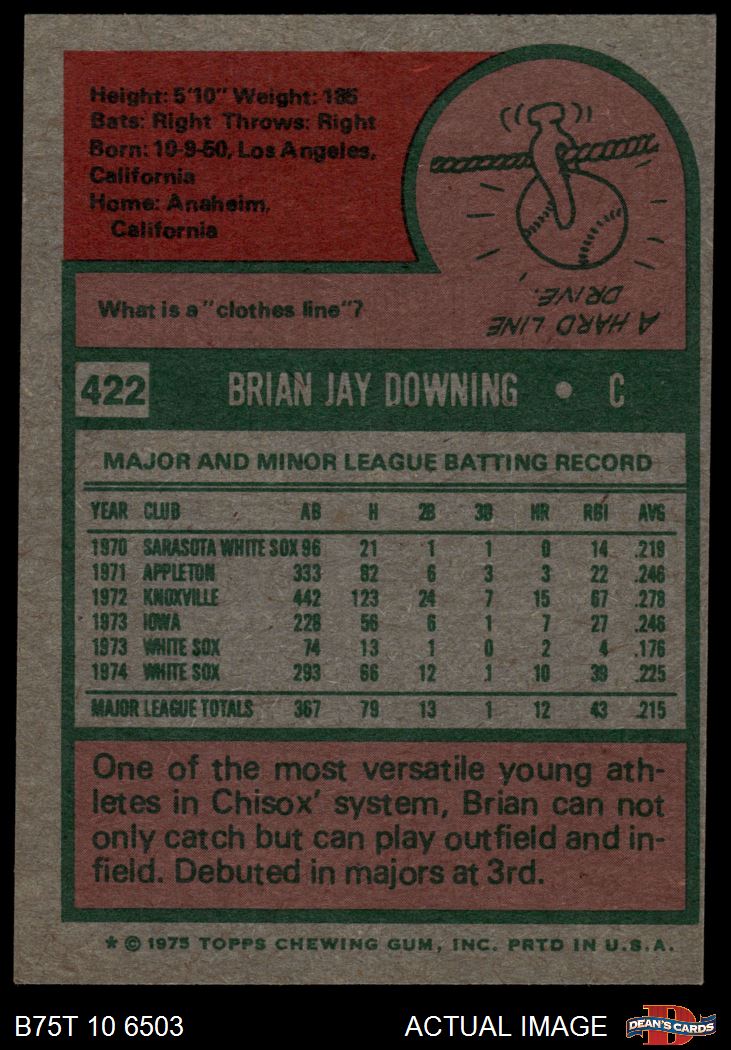 Height: 5'10" Weight: 185
Bats: Right Throws: Right
Born: 10-9-50, Los Angeles,
California
Home: Anaheim,
California
What is a "clothes line"?
A HARD LINE
DRIVE.
422 BRIAN JAY DOWNING • C
MAJOR AND MINOR LEAGUE BATTING RECORD
YEAR CLUB AB H 2B 3B HR RBI AVG
1970 SARASOTA WHITE SOX 96 21 1 1 0 14 .219
1971 APPLETON 333 82 6 3 3 22 .246
1972 KNOXVILLE 442 123 24 7 15 67 .278
1973 IOWA 228 56 6 1 7 27 .246
1973 WHITE SOX 74 13 1 0 2 4 .176
1974 WHITE SOX 293 66 12 1 10 39 .225
MAJOR LEAGUE TOTALS 367 79 13 1 12 43 .215
One of the most versatile young ath-
letes in Chisox' system, Brian can not
only catch but can play outfield and in-
field. Debuted in majors at 3rd.
* © 1975 TOPPS CHEWING GUM, INC. PRTD IN U.S.A.
B75T 10 6503 ACTUAL IMAGE DEAN'S CARDS